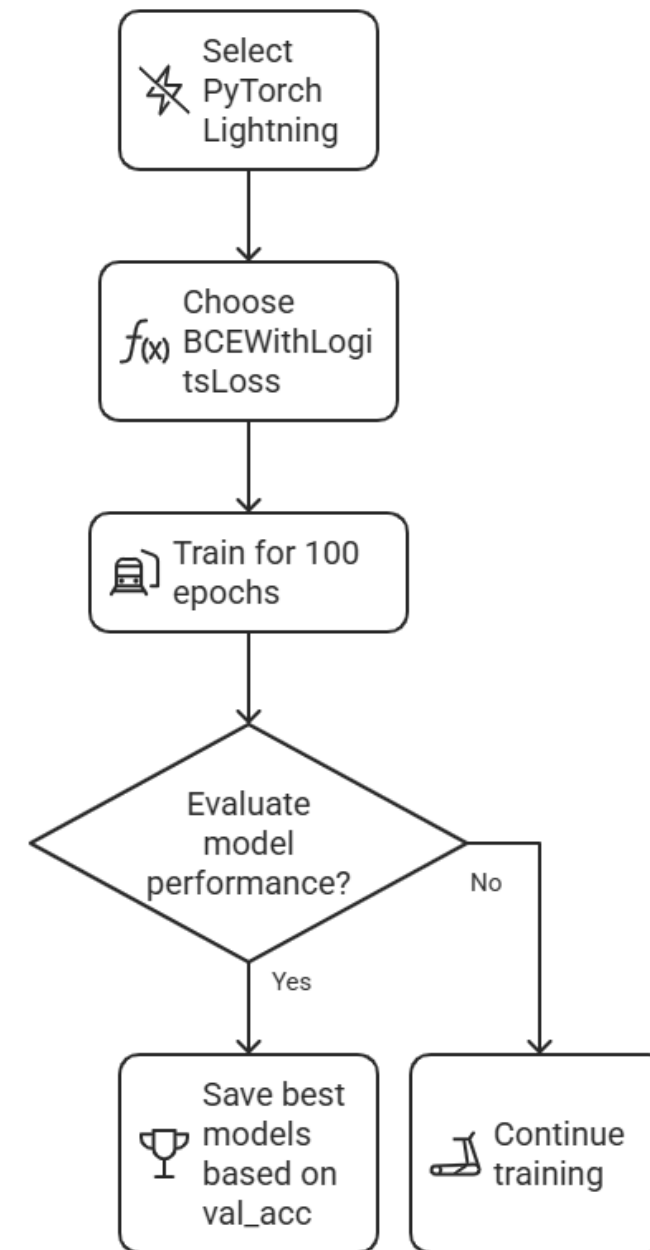 Select
PyTorch
Lightning
f(x)
Choose
BCEWithLogi
tsLoss
Train for 100
epochs
Evaluate
model
performance?
No
Yes
Save best
models
based on
val_acc
Continue
training